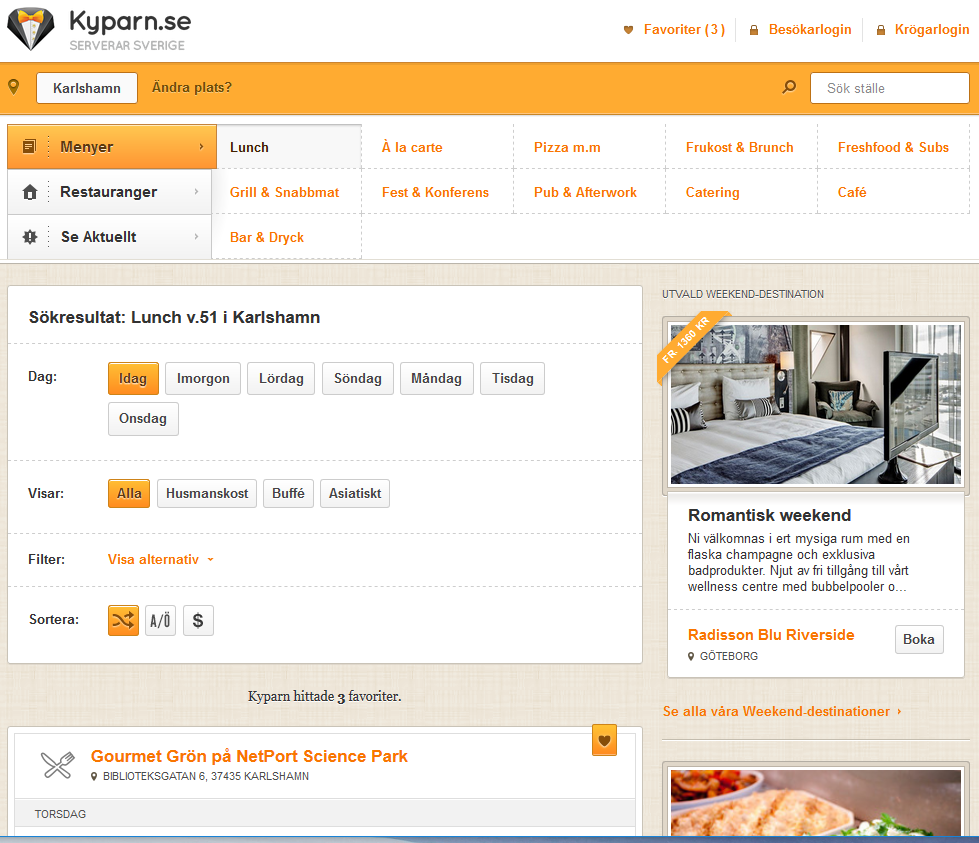 Kyparn.se
SERVERAR SVERIGE
Favoriter ( 3 )
Besökarlogin
Krögarlogin
Karlshamn
Ändra plats?
Sök ställe
Menyer
Lunch
À la carte
Pizza m.m
Frukost & Brunch
Freshfood & Subs
Restauranger
Grill & Snabbmat
Fest & Konferens
Pub & Afterwork
Catering
Café
Se Aktuellt
Bar & Dryck
Sökresultat: Lunch v.51 i Karlshamn
Dag:
Idag
Imorgon
Lördag
Söndag
Måndag
Tisdag
Onsdag
Visar:
Alla
Husmanskost
Buffé
Asiatiskt
Filter:
Visa alternativ
Sortera:
A/Ö
$
Kyparn hittade 3 favoriter.
Gourmet Grön på NetPort Science Park
BIBLIOTEKSGATAN 6, 37435 KARLSHAMN
TORSDAG
UTVALD WEEKEND-DESTINATION
FR. 1360 KR
Romantisk weekend
Ni välkomnas i ert mysiga rum med en
flaska champagne och exklusiva
badprodukter. Njut av fri tillgång till vårt
wellness centre med bubbelpooler o...
Radisson Blu Riverside
GÖTEBORG
Boka
Se alla våra Weekend-destinationer